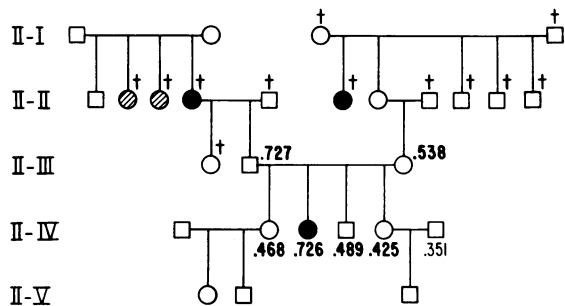 II-I † †
II-II † † † † † † † † †
II-III † .727 .538
II-IV .468 .726 .489 .425 .351
II-V